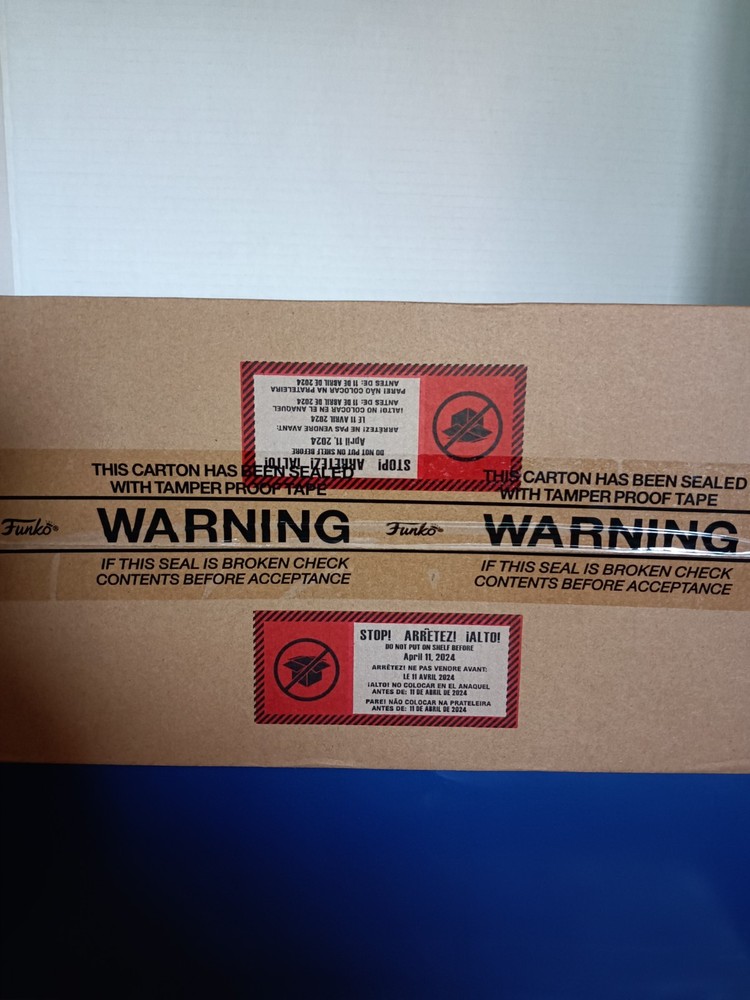 PAREI NÃO COLOCAR NA PRATELEIRA
ANTES DE: 11 DE ABRIL DE 2024
¡ALTO! NO COLOCAR EN EL ANAQUEL
ANTES DE: 11 DE ABRIL DE 2024
ARRÊTEZ! NE PAS VENDRE AVANT:
LE 11 AVRIL 2024
April 11, 2024
DO NOT PUT ON SHELF BEFORE
STOP! ARRÊTEZ! ¡ALTO!
THIS CARTON HAS BEEN SEALED
WITH TAMPER PROOF TAPE
THIS CARTON HAS BEEN SEALED
WITH TAMPER PROOF TAPE
Funko® WARNING Funko® WARNING
IF THIS SEAL IS BROKEN CHECK
CONTENTS BEFORE ACCEPTANCE
IF THIS SEAL IS BROKEN CHECK
CONTENTS BEFORE ACCEPTANCE
STOP! ARRÊTEZ! ¡ALTO!
DO NOT PUT ON SHELF BEFORE
April 11, 2024
ARRÊTEZ! NE PAS VENDRE AVANT:
LE 11 AVRIL 2024
¡ALTO! NO COLOCAR EN EL ANAQUEL
ANTES DE: 11 DE ABRIL DE 2024
PARE! NÃO COLOCAR NA PRATELEIRA
ANTES DE: 11 DE ABRIL DE 2024